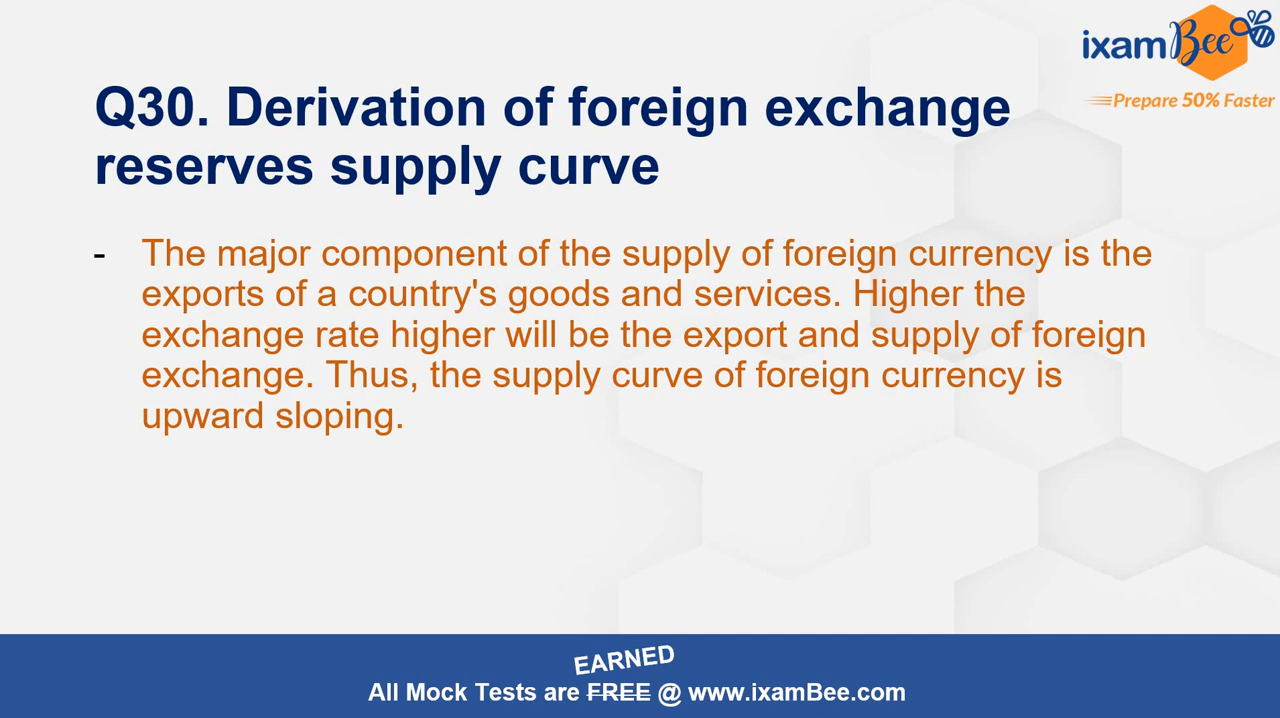 ixamBee
Prepare 50% Faster
Q30. Derivation of foreign exchange
reserves supply curve
- The major component of the supply of foreign currency is the
exports of a country's goods and services. Higher the
exchange rate higher will be the export and supply of foreign
exchange. Thus, the supply curve of foreign currency is
upward sloping.
EARNED
All Mock Tests are FREE @ www.ixamBee.com